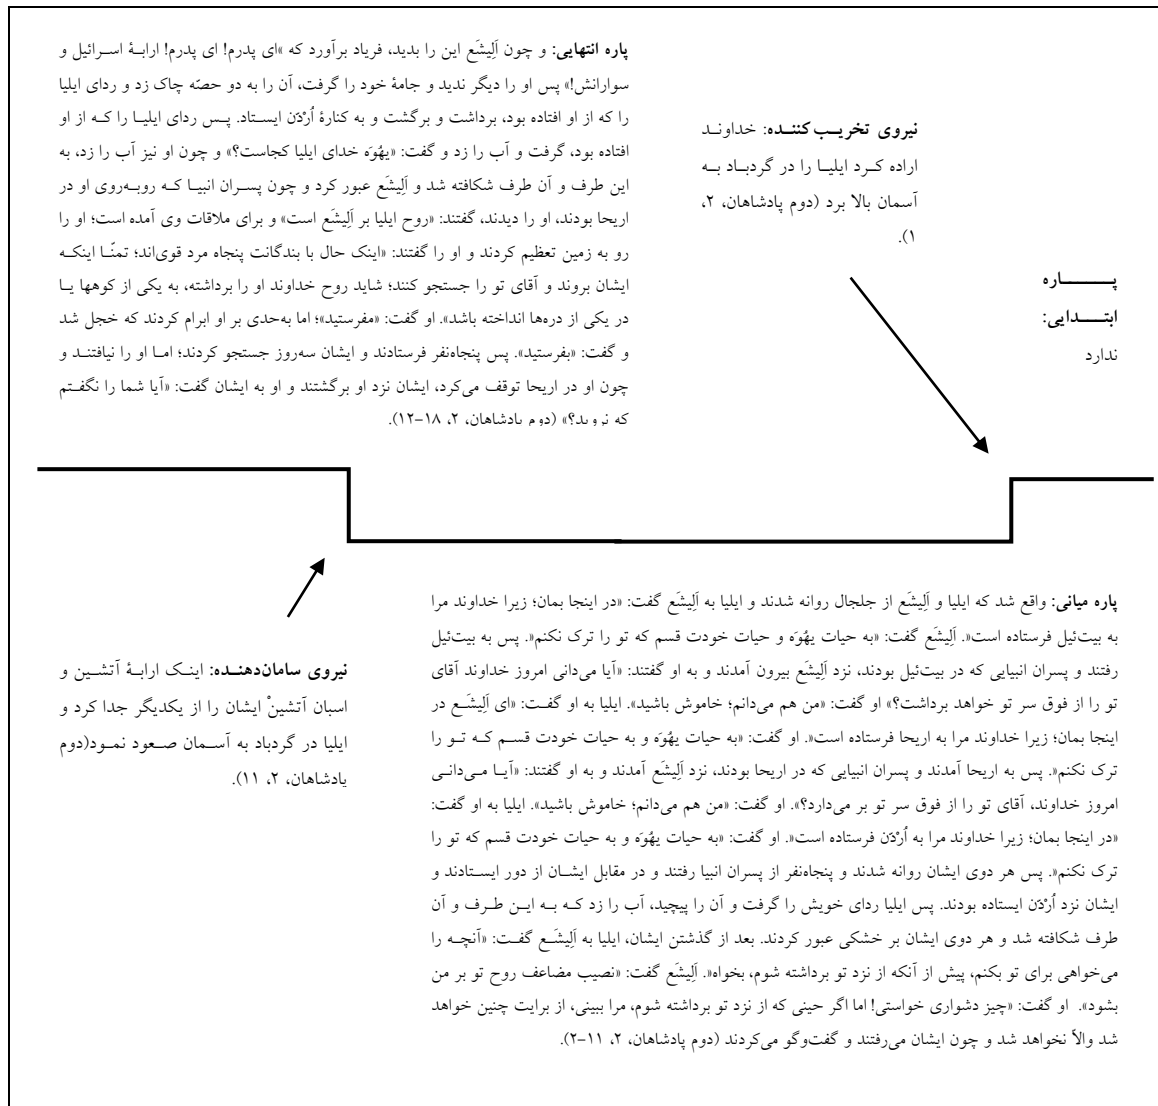 پاره ابتدایی:
ندارد
نیروی تخریب‌کننده: خداوند
اراده کرد ایلیا را در گردباد به
آسمان بالا برد (دوم پادشاهان، ۲،
۱).
پاره انتهایی: و چون اَلِیشَع این را بدید، فریاد برآورد که »ای پدرم! ای پدرم! ارابۀ اسرائیل و
سوارانش!» پس او را دیگر ندید و جامۀ خود را گرفت، آن را به دو حصّه چاک زد و ردای ایلیا
را که از او افتاده بود، برداشت و برگشت و به کنارۀ اُرْدُن ایستاد. پس ردای ایلیا را که از او
افتاده بود، گرفت و آب را زد و گفت: «یهُوَه خدای ایلیا کجاست؟» و چون او نیز آب را زد، به
این طرف و آن طرف شکافته شد و اَلِیشَع عبور کرد و چون پسران انبیا که روبه‌روی او در
اریحا بودند، او را دیدند، گفتند: «روح ایلیا بر اَلِیشَع است» و برای ملاقات وی آمده است؛ او را
رو به زمین تعظیم کردند و او را گفتند: «اینک حال با بندگانت پنجاه مرد قوی‌اند؛ تمنّا اینکه
ایشان بروند و آقای تو را جستجو کنند؛ شاید روح خداوند او را برداشته، به یکی از کوهها یا
در یکی از دره‌ها انداخته باشد». او گفت: «مفرستید»؛ اما به‌حدی بر او ابرام کردند که خجل شد
و گفت: «بفرستید». پس پنجاه‌نفر فرستادند و ایشان سه‌روز جستجو کردند؛ اما او را نیافتند و
چون او در اریحا توقف می‌کرد، ایشان نزد او برگشتند و او به ایشان گفت: «آیا شما را نگفتم
که نروید؟» (دوم پادشاهان، ۲، ۱۸-۱۲).
پاره میانی: واقع شد که ایلیا و اَلِیشَع از جلجال روانه شدند و ایلیا به اَلِیشَع گفت: «در اینجا بمان؛ زیرا خداوند مرا
به بیت‌ئیل فرستاده است«. اَلِیشَع گفت: «به حیات یهُوَه و حیات خودت قسم که تو را ترک نکنم«. پس به بیت‌ئیل
رفتند و پسران انبیایی که در بیت‌ئیل بودند، نزد اَلِیشَع بیرون آمدند و به او گفتند: «آیا می‌دانی امروز خداوند آقای
تو را از فوق سر تو خواهد برداشت؟» او گفت: «من هم می‌دانم؛ خاموش باشید». ایلیا به او گفت: «ای اَلِیشَع در
اینجا بمان؛ زیرا خداوند مرا به اریحا فرستاده است«. او گفت: «به حیات یهُوَه و به حیات خودت قسم که تو را
ترک نکنم«. پس به اریحا آمدند و پسران انبیایی که در اریحا بودند، نزد اَلِیشَع آمدند و به او گفتند: «آیا می‌دانی
امروز خداوند، آقای تو را از فوق سر تو بر می‌دارد؟». او گفت: «من هم می‌دانم؛ خاموش باشید». ایلیا به او گفت:
«در اینجا بمان؛ زیرا خداوند مرا به اُرْدُن فرستاده است«. او گفت: «به حیات یهُوَه و به حیات خودت قسم که تو را
ترک نکنم«. پس هر دوی ایشان روانه شدند و پنجاه‌نفر از پسران انبیا رفتند و در مقابل ایشان از دور ایستادند و
ایشان نزد اُرْدُن ایستاده بودند. پس ایلیا ردای خویش را گرفت و آن را پیچید، آب را زد که به این طرف و آن
طرف شکافته شد و هر دوی ایشان بر خشکی عبور کردند. بعد از گذشتن ایشان، ایلیا به اَلِیشَع گفت: «آنچه را
می‌خواهی برای تو بکنم، پیش از آنکه از نزد تو برداشته شوم، بخواه«. اَلِیشَع گفت: «نصیب مضاعف روح تو بر من
بشود». او گفت: «چیز دشواری خواستی! اما اگر حینی که از نزد تو برداشته شوم، مرا ببینی، از برایت چنین خواهد
شد والاّ نخواهد شد و چون ایشان می‌رفتند و گفت‌وگو می‌کردند (دوم پادشاهان، ۲، ۱۱-۲).
نیروی سامان‌دهنده: اینک ارابۀ آتشین و
اسبان آتشینْ ایشان را از یکدیگر جدا کرد و
ایلیا در گردباد به آسمان صعود نمود(دوم
پادشاهان، ۲، ۱۱).